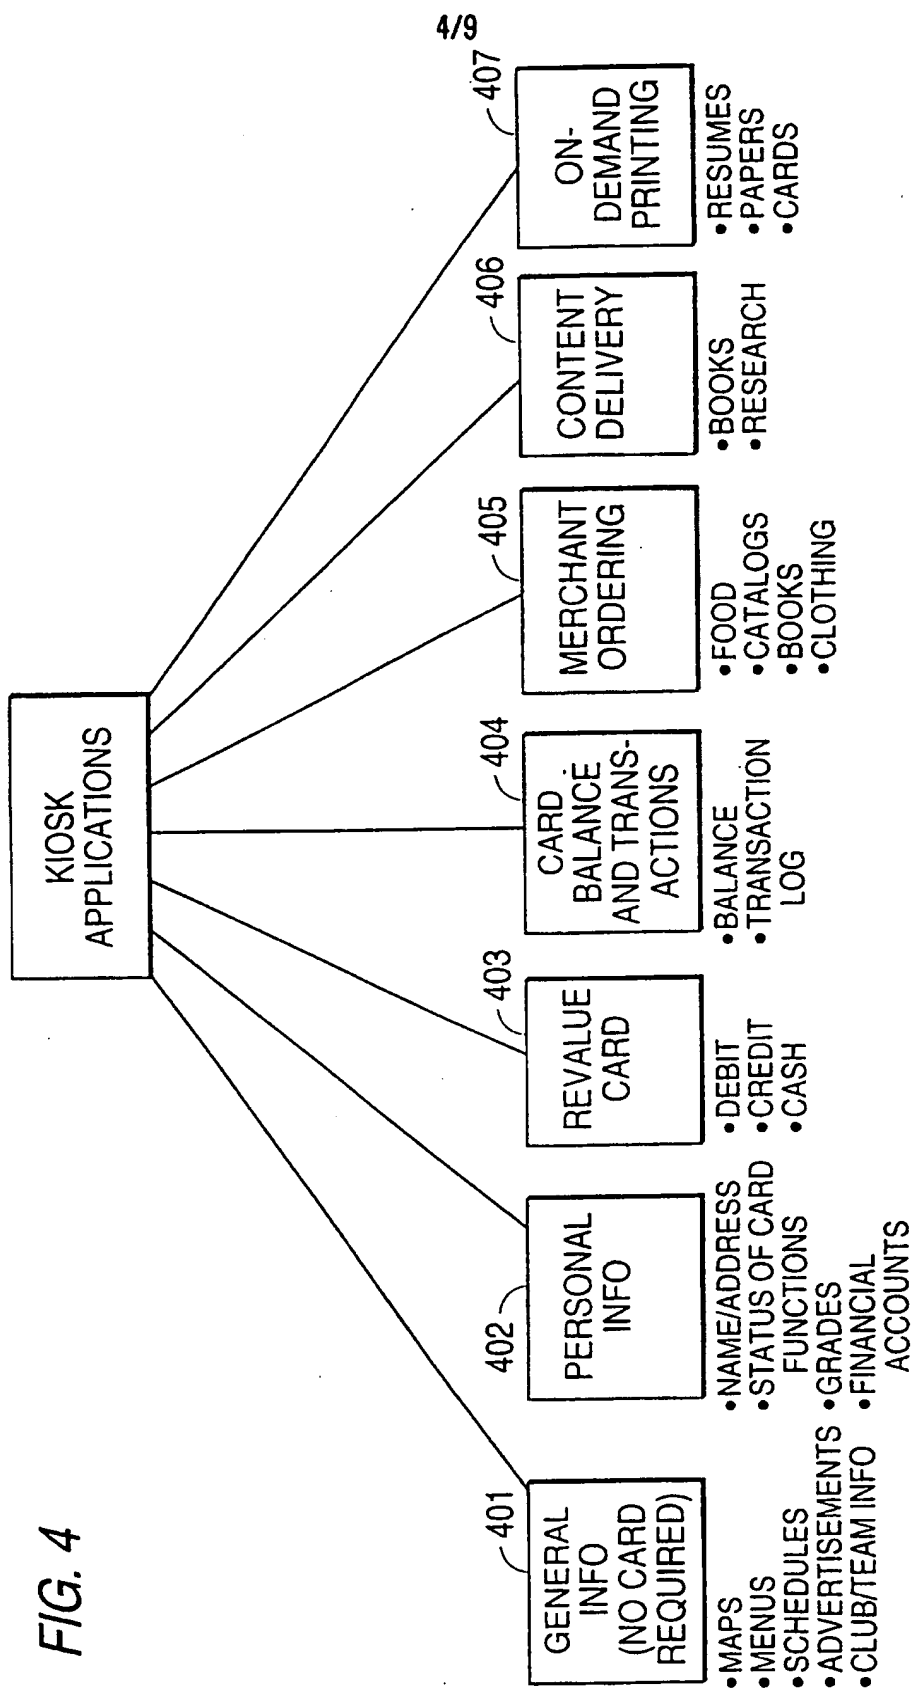 4/9
FIG. 4
KIOSK
APPLICATIONS
401
GENERAL
INFO
(NO CARD
REQUIRED)
•MAPS
•MENUS
•SCHEDULES
•ADVERTISEMENTS
•CLUB/TEAM INFO
402
PERSONAL
INFO
•NAME/ADDRESS
•STATUS OF CARD
FUNCTIONS
•GRADES
•FINANCIAL
ACCOUNTS
403
REVALUE
CARD
•DEBIT
•CREDIT
•CASH
404
CARD
BALANCE
AND TRANS-
ACTIONS
•BALANCE
•TRANSACTION
LOG
405
MERCHANT
ORDERING
•FOOD
•CATALOGS
•BOOKS
•CLOTHING
406
CONTENT
DELIVERY
•BOOKS
•RESEARCH
407
ON-
DEMAND
PRINTING
•RESUMES
•PAPERS
•CARDS